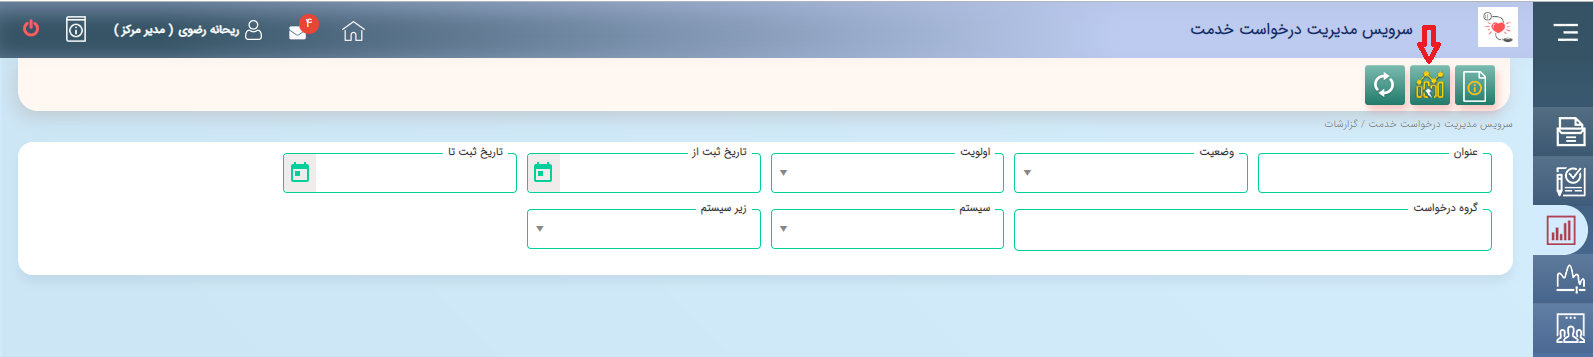 سرویس مدیریت درخواست خدمت
۴
ریحانه رضوی ( مدیر مرکز )
سرویس مدیریت درخواست خدمت / گزارشات
عنوان
وضعیت
اولویت
تاریخ ثبت از
تاریخ ثبت تا
گروه درخواست
سیستم
زیر سیستم